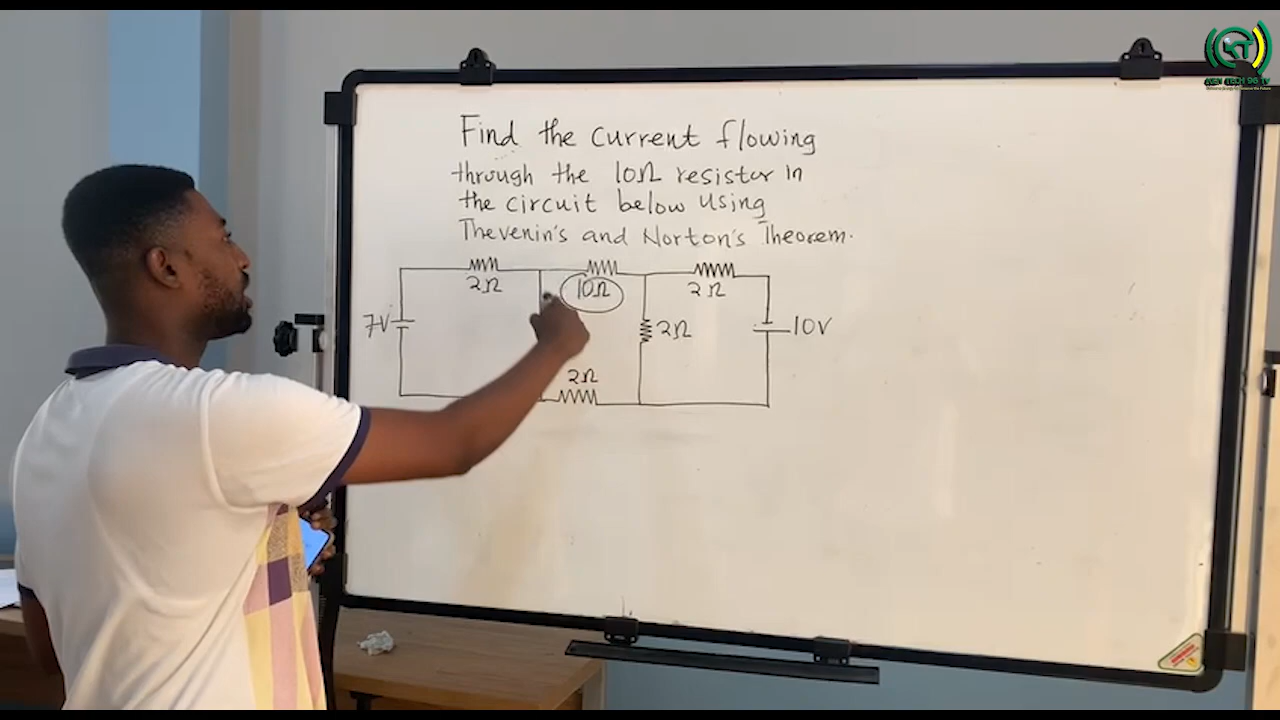 Find the current flowing
through the 10Ω resistor in
the circuit below using
Thevenin's and Norton's Theorem.
2Ω
10Ω
2Ω
7V
2Ω
10V
2Ω